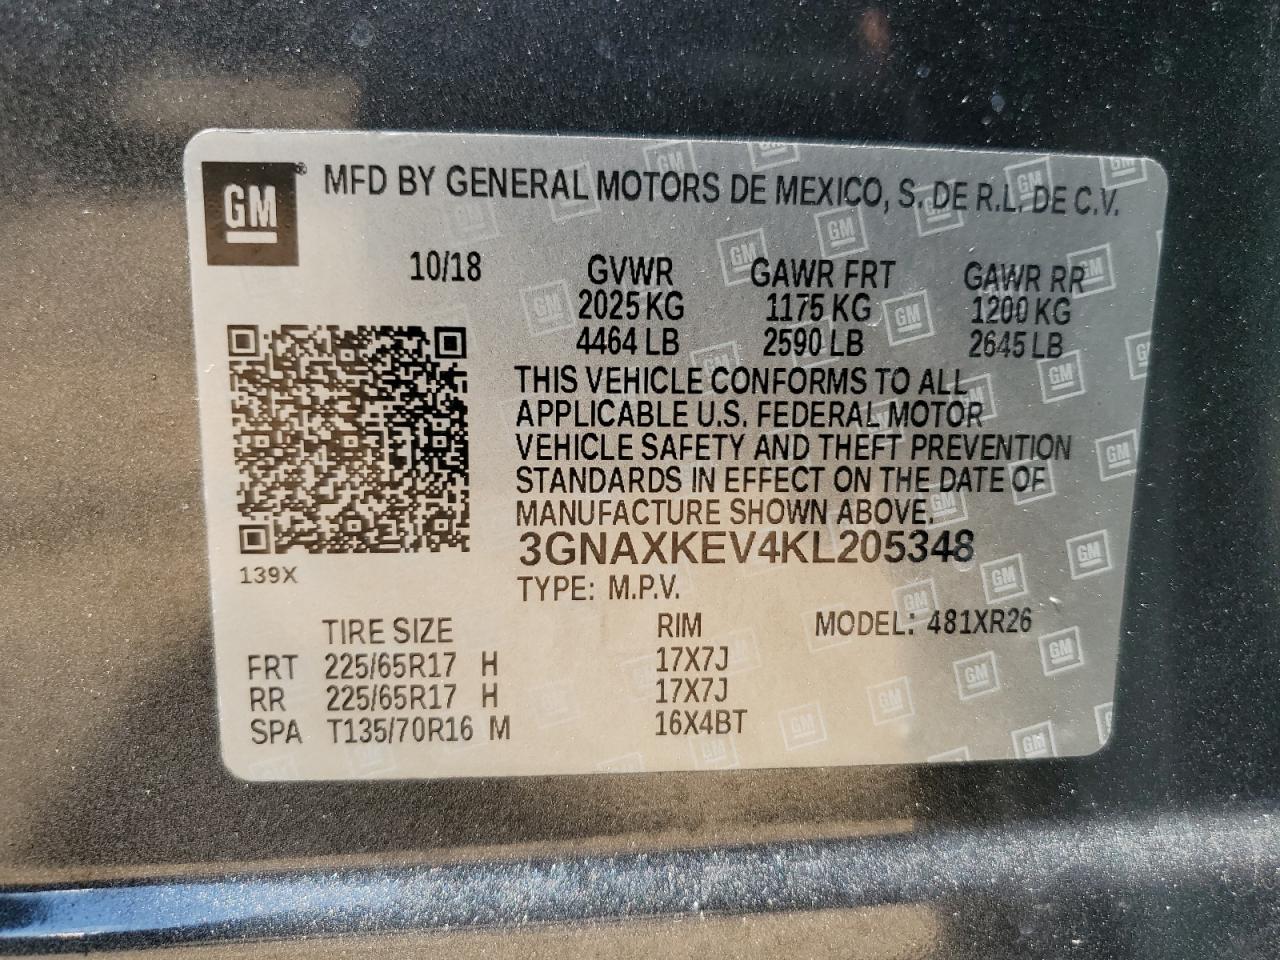 GM® MFD BY GENERAL MOTORS DE MEXICO, S. DE R.L. DE C.V.
10/18 GVWR GAWR FRT GAWR RR
2025 KG 1175 KG 1200 KG
4464 LB 2590 LB 2645 LB
THIS VEHICLE CONFORMS TO ALL
APPLICABLE U.S. FEDERAL MOTOR
VEHICLE SAFETY AND THEFT PREVENTION
STANDARDS IN EFFECT ON THE DATE OF
MANUFACTURE SHOWN ABOVE.
3GNAXKEV4KL205348
139X
TYPE: M.P.V.
TIRE SIZE RIM MODEL: 481XR26
FRT 225/65R17 H 17X7J
RR 225/65R17 H 17X7J
SPA T135/70R16 M 16X4BT